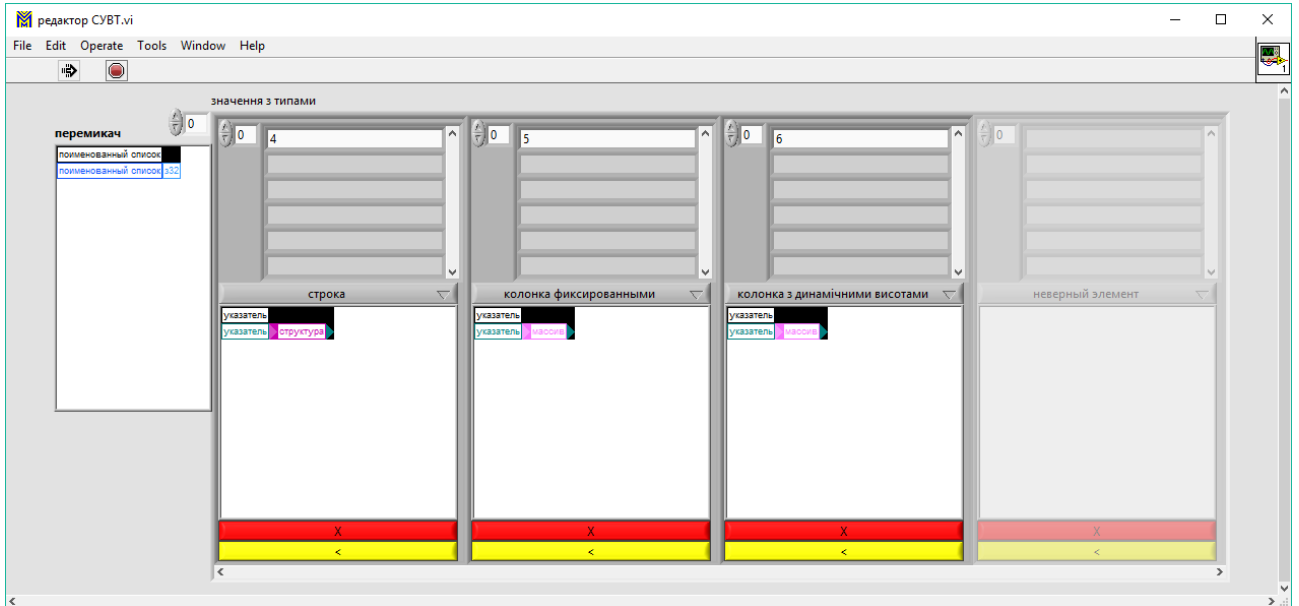 редактор СУВТ.vi
File Edit Operate Tools Window Help
1
значення з типами
перемикач
0
поименованный список
поименованный список э32
0 4
0 5
0 6
0
строка
колонка фиксированными
колонка з динамічними висотами
неверный элемент
указатель
указатель структура
указатель
указатель массив
указатель
указатель массив
X
X
X
X
<
<
<
<